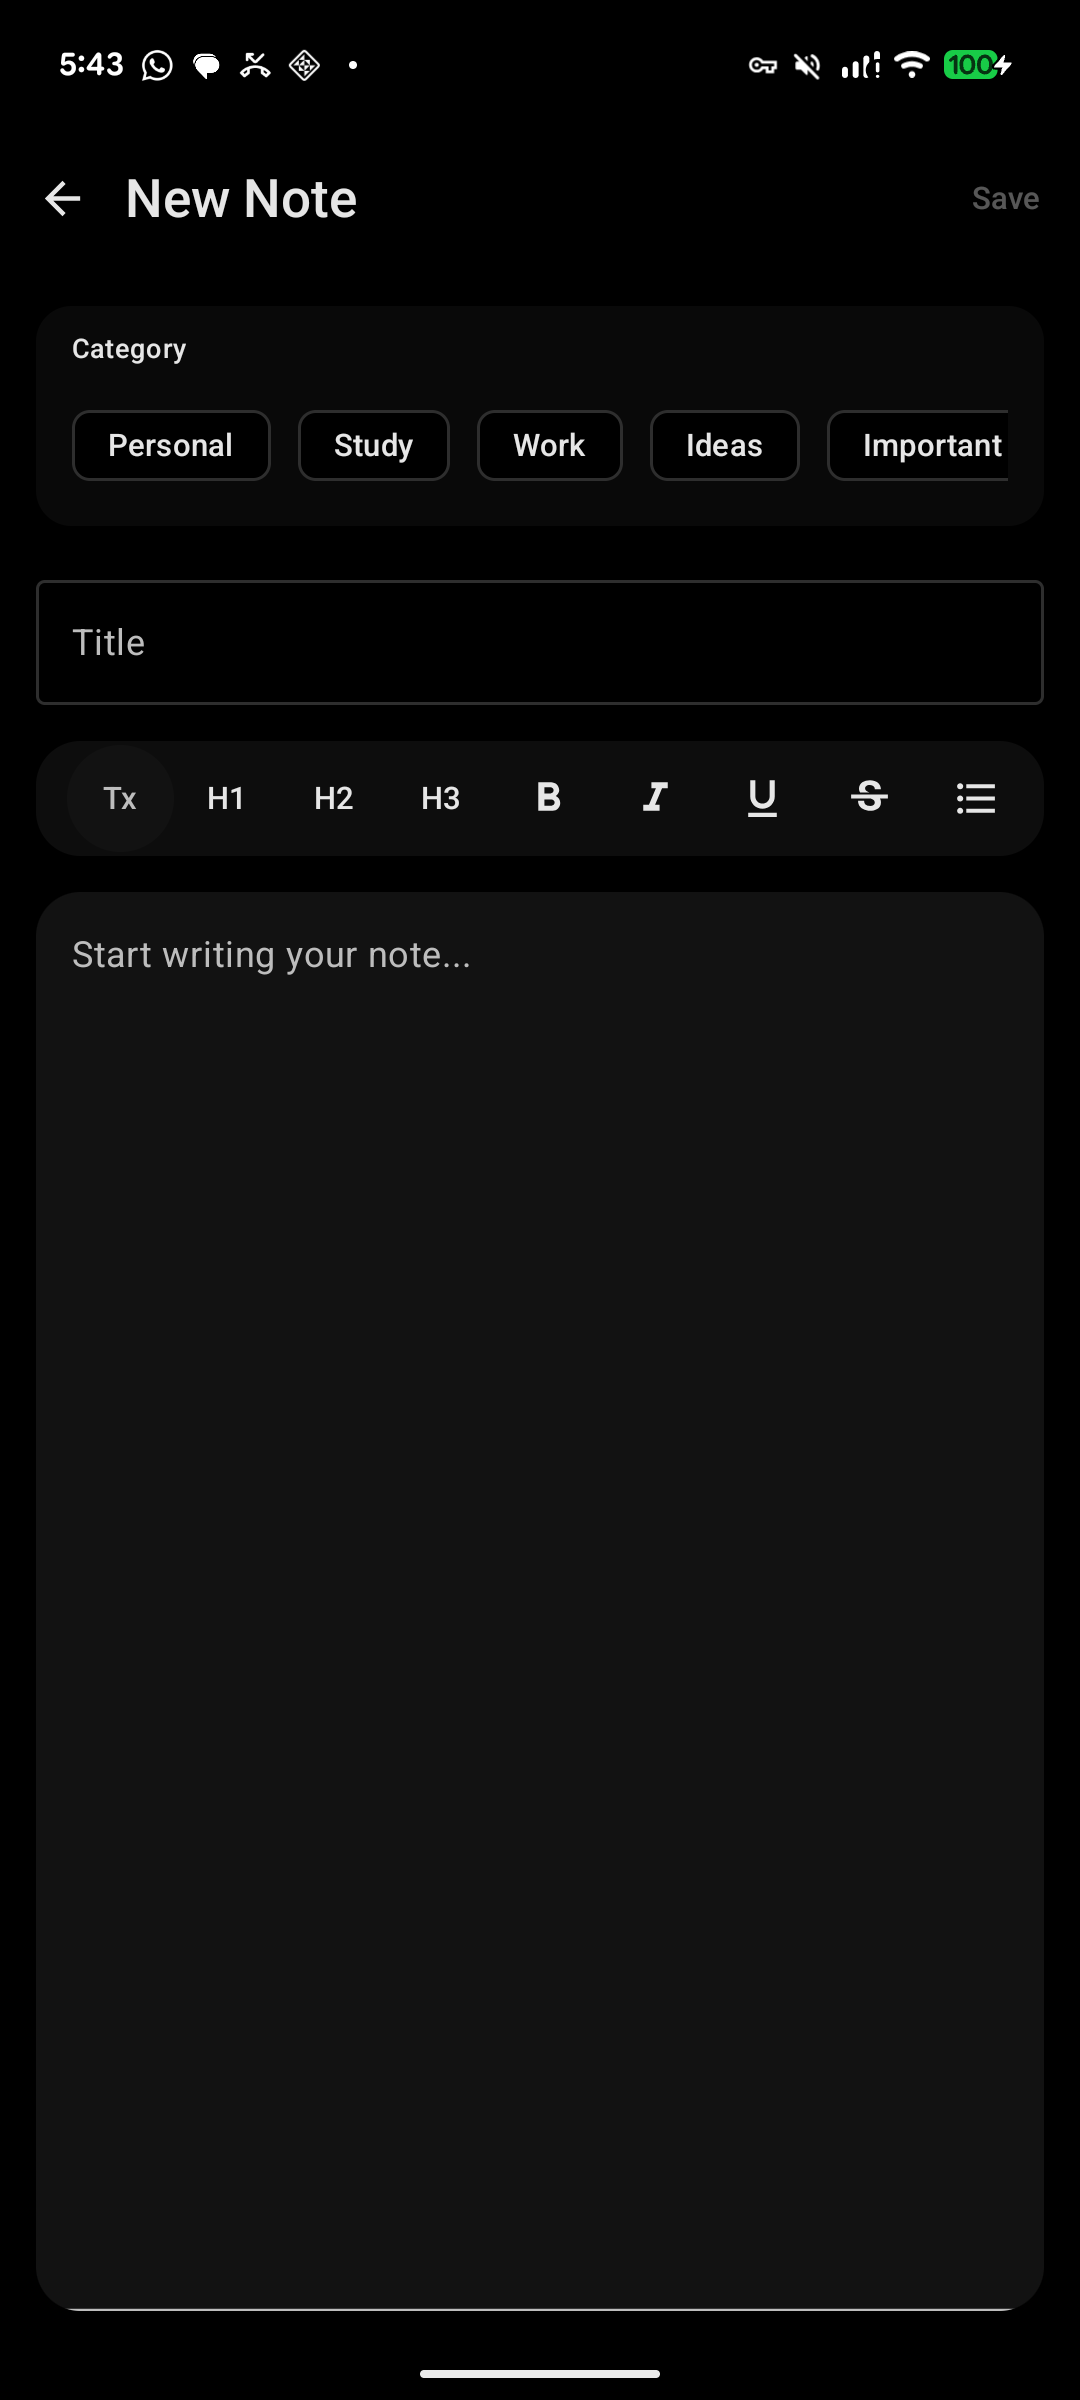 5:43
100
New Note
Save
Category
Personal Study Work Ideas Important
Title
Tx H1 H2 H3 B I U S
Start writing your note...